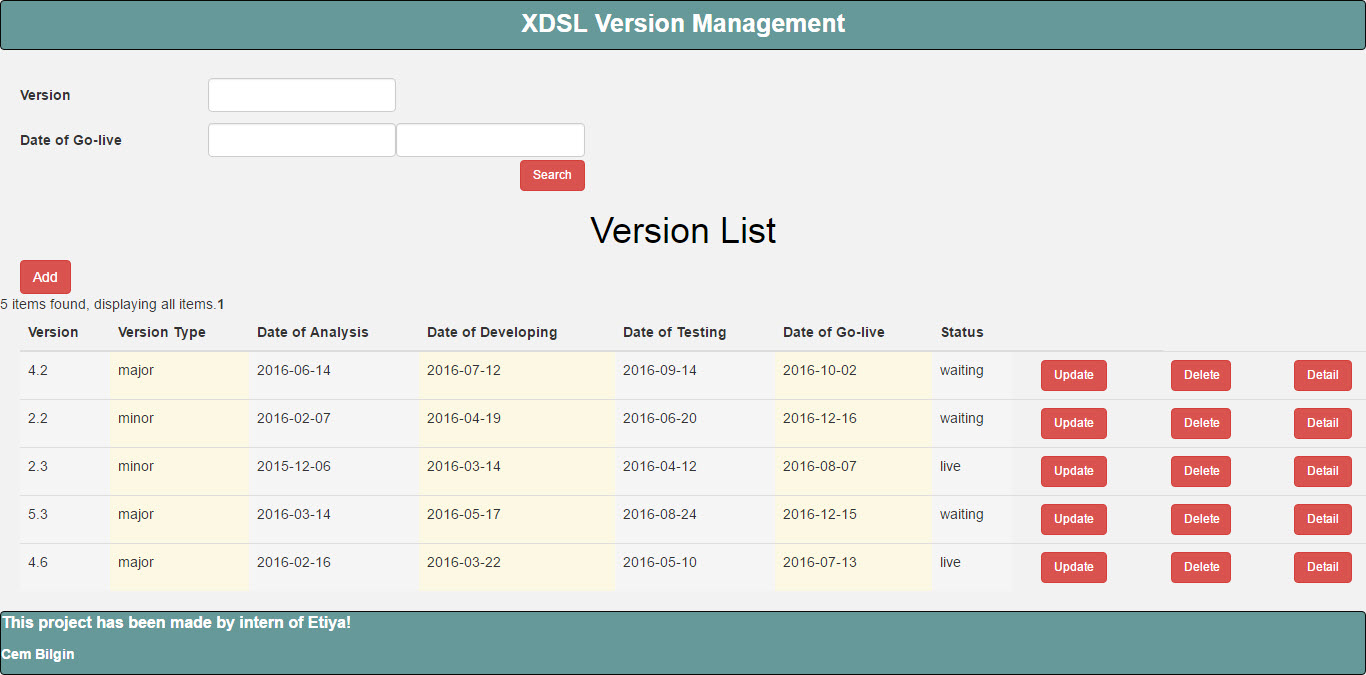 XDSL Version Management
Version
Date of Go-live
Search
Version List
Add
5 items found, displaying all items.1
Version Version Type Date of Analysis Date of Developing Date of Testing Date of Go-live Status
4.2 major 2016-06-14 2016-07-12 2016-09-14 2016-10-02 waiting Update Delete Detail
2.2 minor 2016-02-07 2016-04-19 2016-06-20 2016-12-16 waiting Update Delete Detail
2.3 minor 2015-12-06 2016-03-14 2016-04-12 2016-08-07 live Update Delete Detail
5.3 major 2016-03-14 2016-05-17 2016-08-24 2016-12-15 waiting Update Delete Detail
4.6 major 2016-02-16 2016-03-22 2016-05-10 2016-07-13 live Update Delete Detail
This project has been made by intern of Etiya!
Cem Bilgin